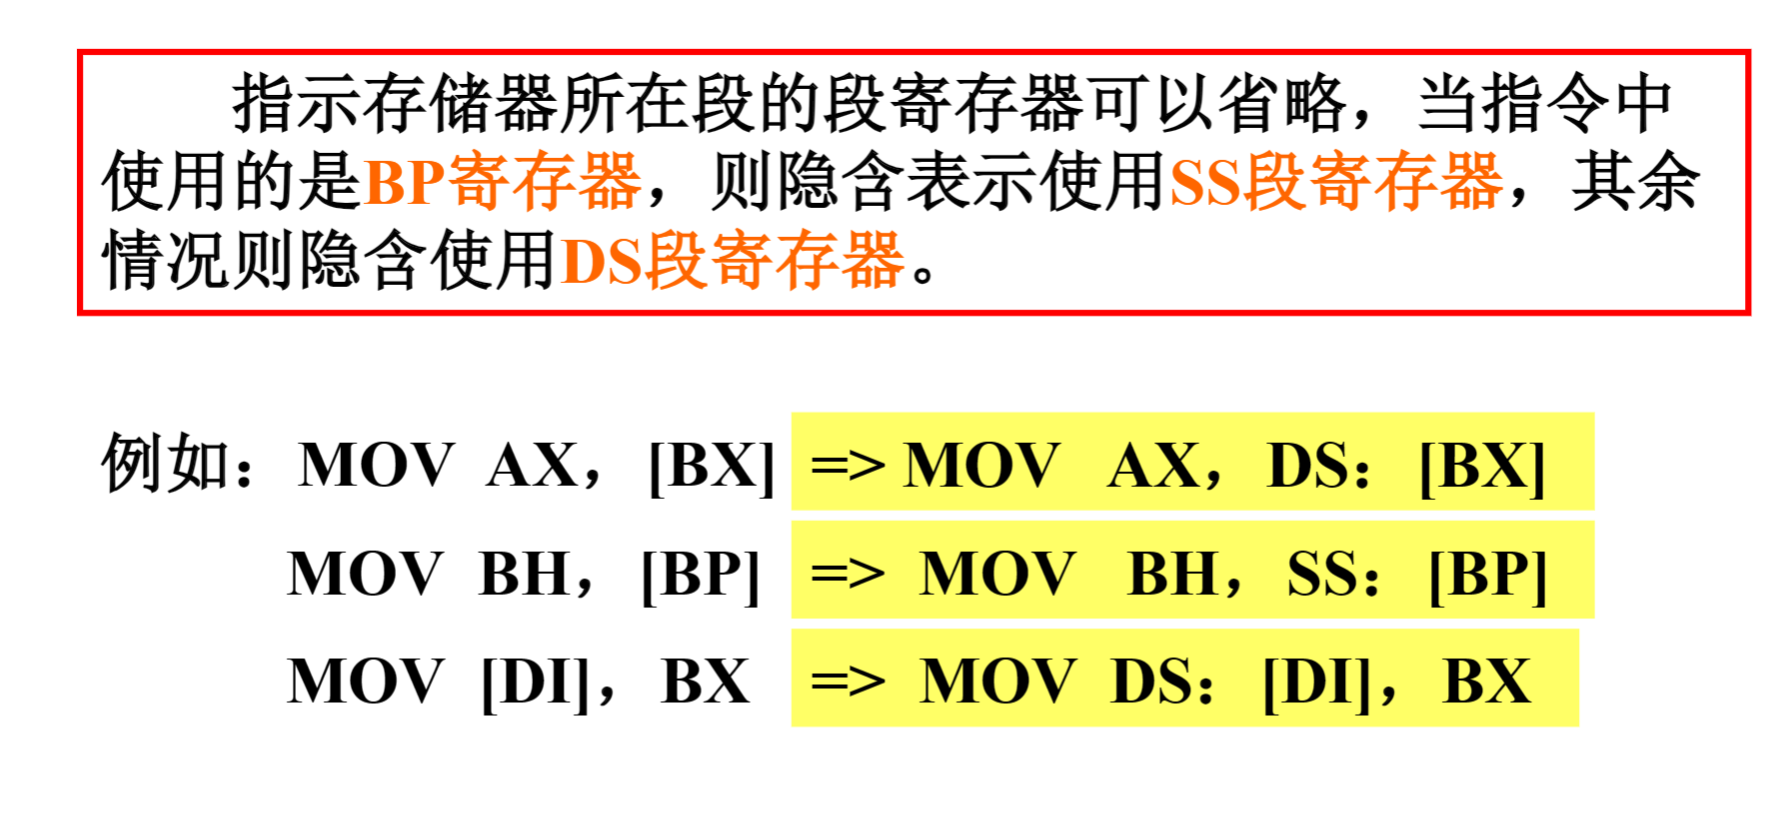 指示存储器所在段的段寄存器可以省略，当指令中
使用的是BP寄存器，则隐含表示使用SS段寄存器，其余
情况则隐含使用DS段寄存器。
例如：MOV AX，[BX] => MOV AX，DS：[BX]
MOV BH，[BP] => MOV BH，SS：[BP]
MOV [DI]，BX => MOV DS：[DI]，BX